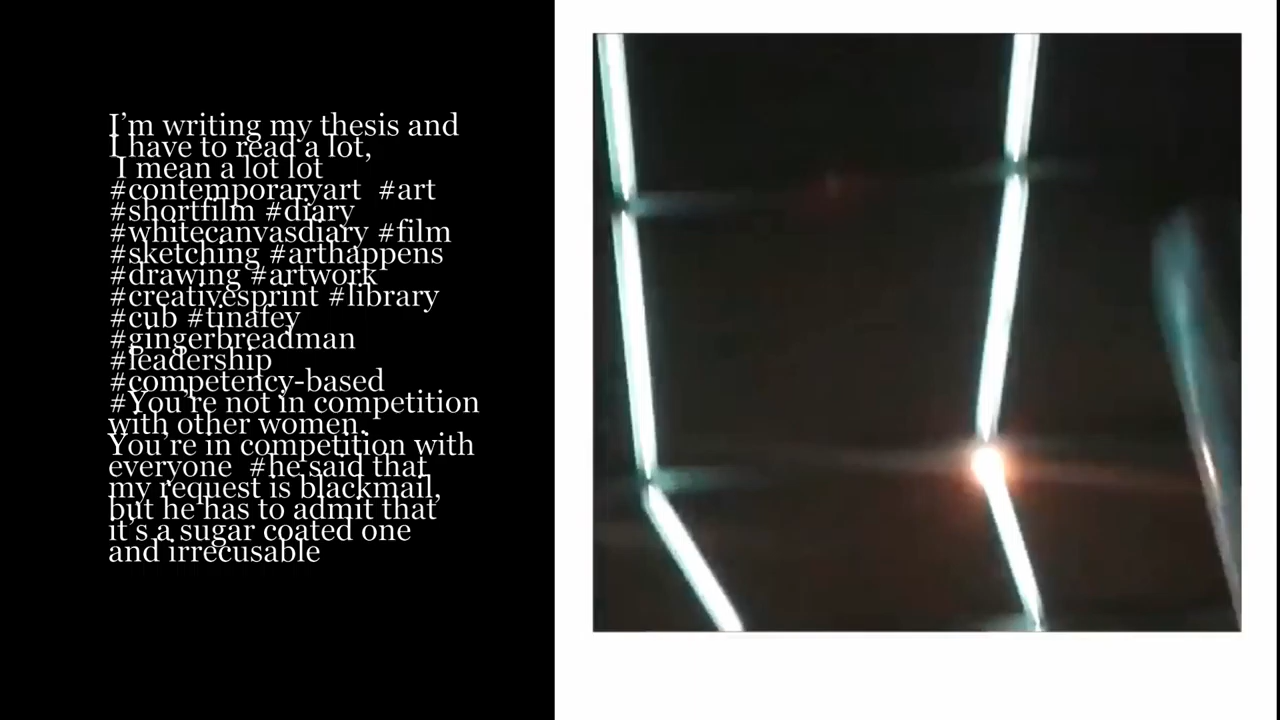 I’m writing my thesis and
I have to read a lot,
I mean a lot lot
#contemporaryart #art
#shortfilm #diary
#whitecanvasdiary #film
#sketching #arthappens
#drawing #artwork
#creativesprint #library
#cub #tinafey
#gingerbreadman
#leadership
#competency-based
#You’re not in competition
with other women.
You’re in competition with
everyone #he said that
my request is blackmail,
but he has to admit that
it’s a sugar coated one
and irrecusable